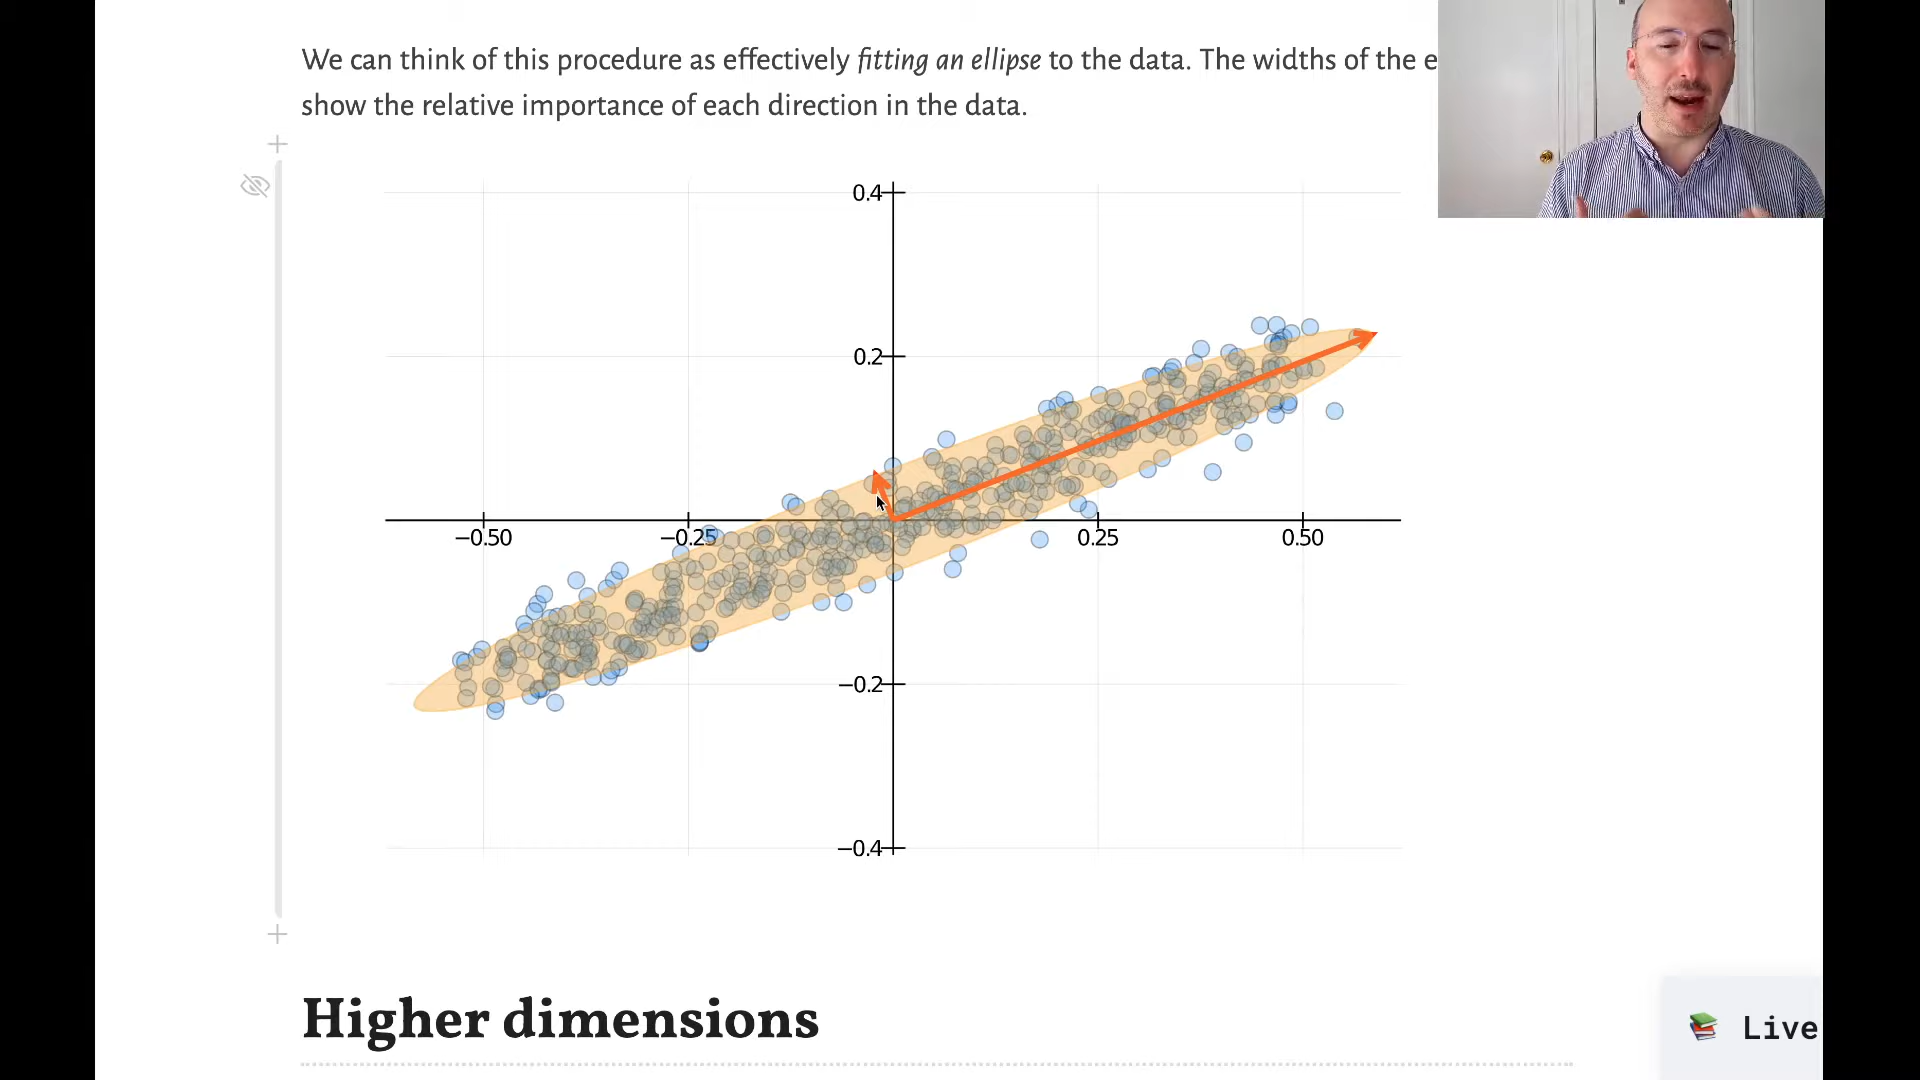 We can think of this procedure as effectively fitting an ellipse to the data. The widths of the e
show the relative importance of each direction in the data.
0.4
0.2
−0.50
−0.25
0.25
0.50
−0.2
−0.4
Higher dimensions
Live